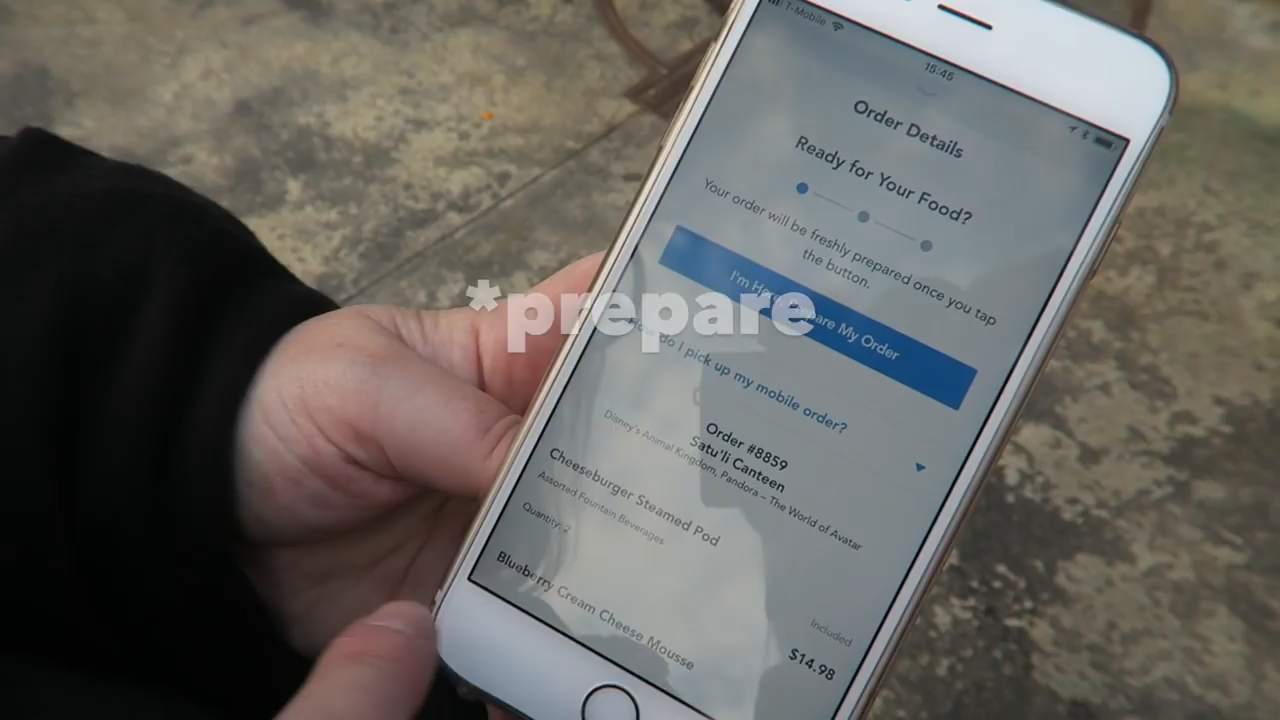 T-Mobile
15:45
Order Details
Ready for Your Food?
Your order will be freshly prepared once you tap
the button.
I'm Here, Prepare My Order
*prepare
How do I pick up my mobile order?
Order #8859
Satu'li Canteen
Disney's Animal Kingdom, Pandora – The World of Avatar
Cheeseburger Steamed Pod
Assorted Fountain Beverages
Quantity: 2
Included
$14.98
Blueberry Cream Cheese Mousse